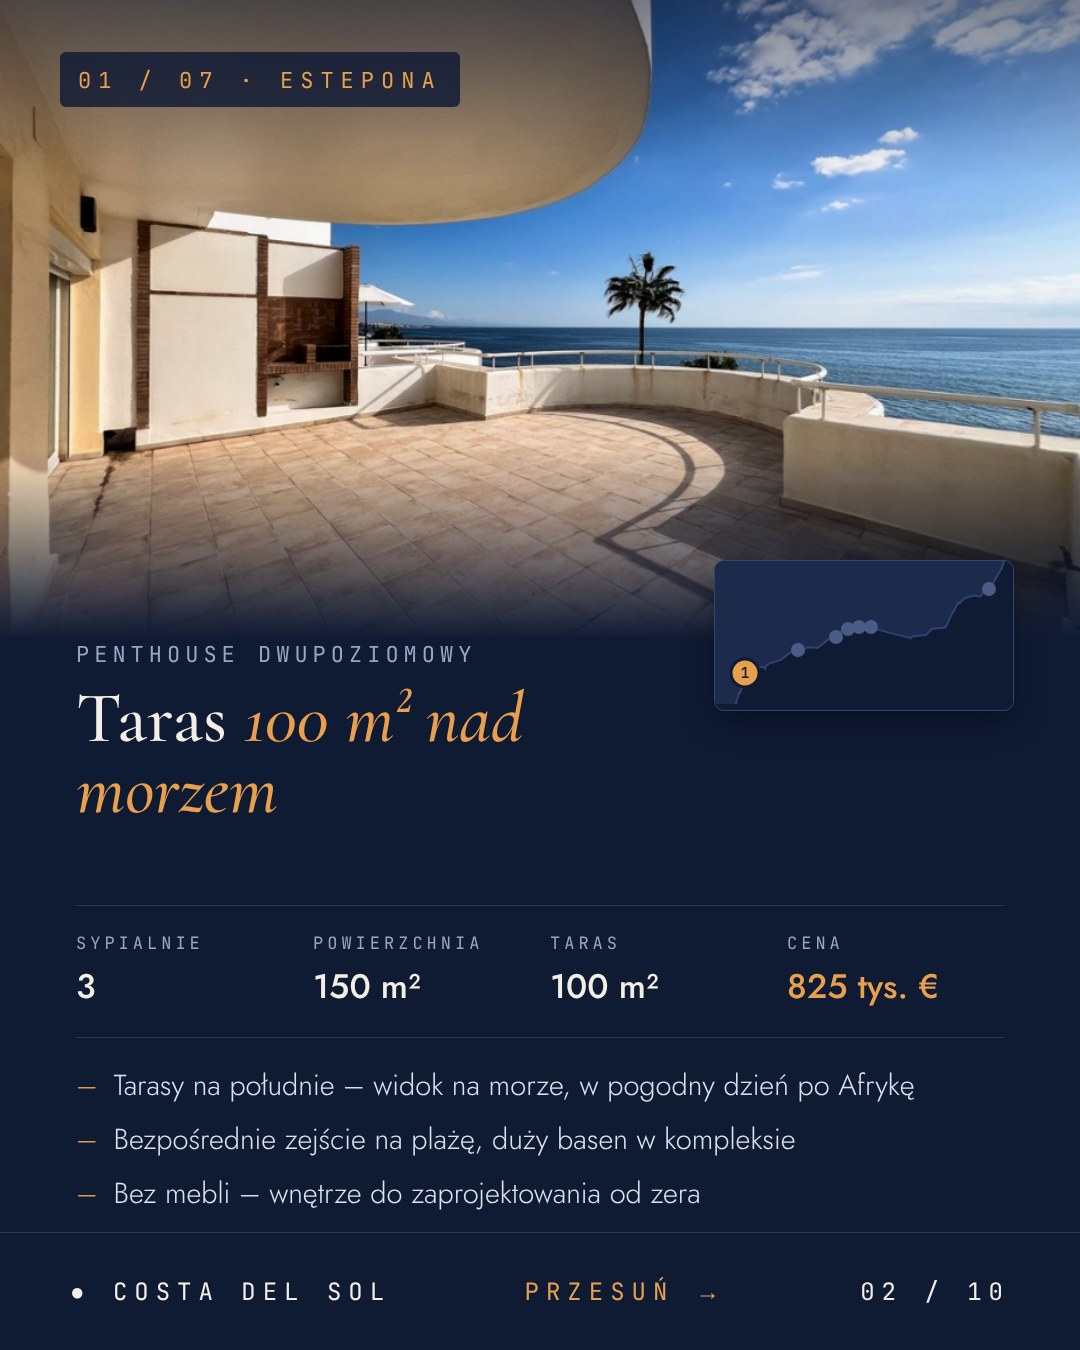 01 / 07 · ESTEPONA
1
PENTHOUSE DWUPOZIOMOWY
Taras 100 m² nad
morzem
SYPIALNIE POWIERZCHNIA TARAS CENA
3 150 m² 100 m² 825 tys. €
— Tarasy na południe – widok na morze, w pogodny dzień po Afrykę
— Bezpośrednie zejście na plażę, duży basen w kompleksie
— Bez mebli – wnętrze do zaprojektowania od zera
• COSTA DEL SOL PRZESUŃ → 02 / 10